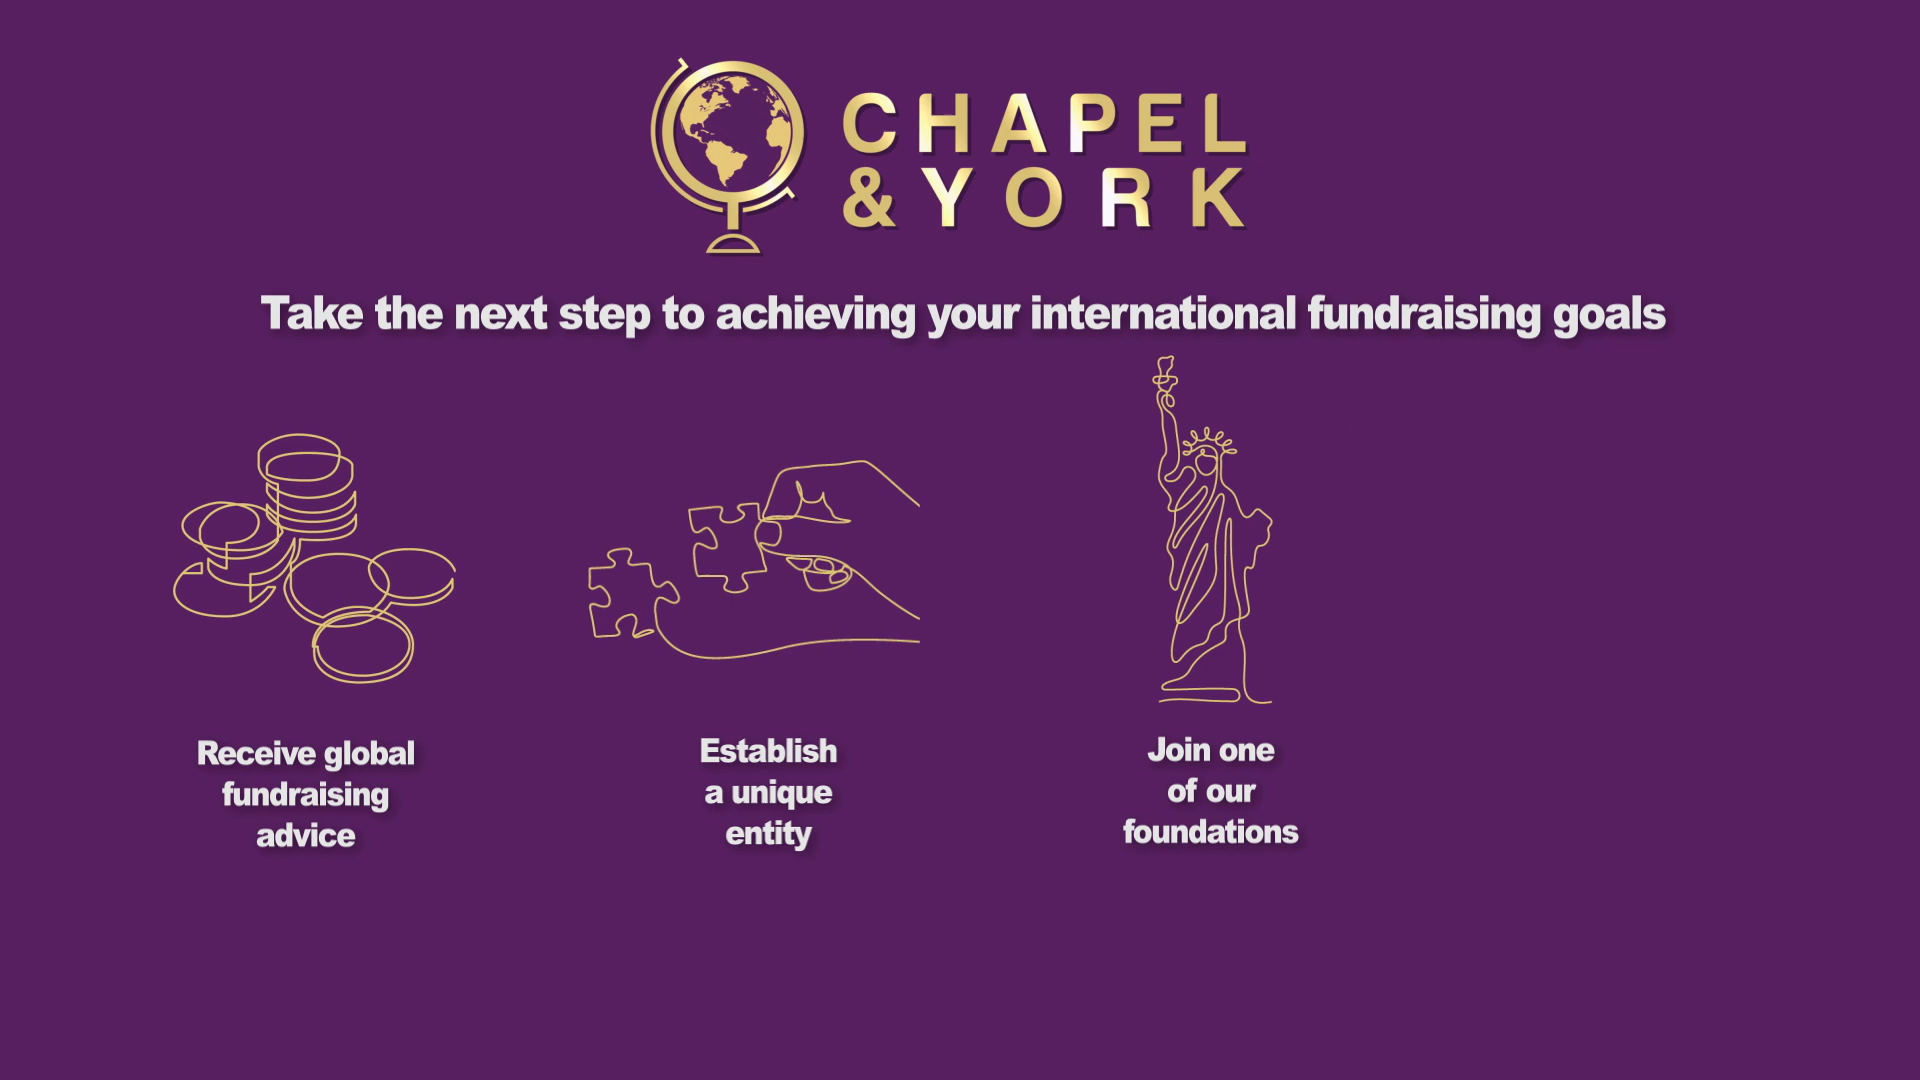 CHAPEL
& YORK
Take the next step to achieving your international fundraising goals
Receive global
fundraising
advice
Establish
a unique
entity
Join one
of our
foundations